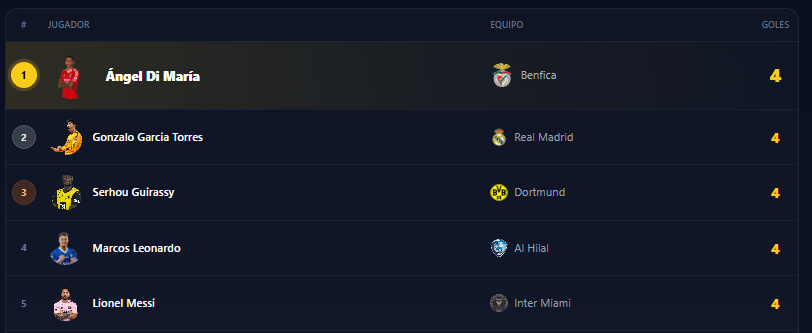 # JUGADOR EQUIPO GOLES
1 Ángel Di María Benfica 4
2 Gonzalo Garcia Torres Real Madrid 4
3 Serhou Guirassy Dortmund 4
4 Marcos Leonardo Al Hilal 4
5 Lionel Messi Inter Miami 4